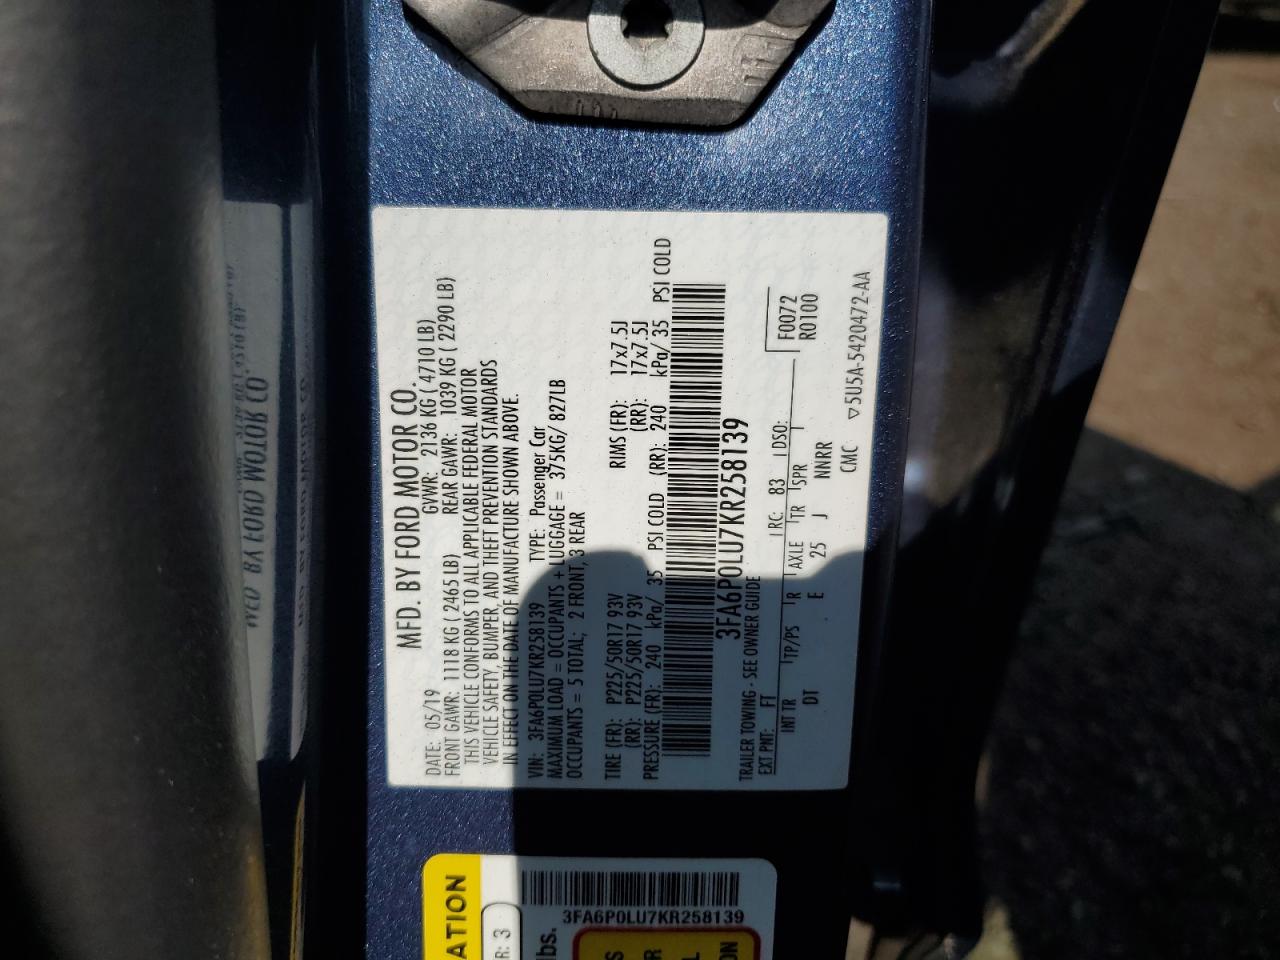 MFD. BY FORD MOTOR CO.
DATE: 05/19 GVWR: 2136 KG ( 4710 LB)
FRONT GAWR: 1118 KG ( 2465 LB) REAR GAWR: 1039 KG ( 2290 LB)
THIS VEHICLE CONFORMS TO ALL APPLICABLE FEDERAL MOTOR
VEHICLE SAFETY, BUMPER, AND THEFT PREVENTION STANDARDS
IN EFFECT ON THE DATE OF MANUFACTURE SHOWN ABOVE.
VIN: 3FA6P0LU7KR258139 TYPE: Passenger Car
MAXIMUM LOAD = OCCUPANTS + LUGGAGE = 375KG/ 827LB
OCCUPANTS = 5 TOTAL; 2 FRONT, 3 REAR
TIRE (FR): P225/50R17 93V RIMS (FR): 17x7.5J
(RR): P225/50R17 93V (RR): 17x7.5J
PRESSURE (FR): 240 kPa/ 35 PSI COLD (RR): 240 kPa/ 35 PSI COLD
3FA6P0LU7KR258139
TRAILER TOWING - SEE OWNER GUIDE
EXT PNT: FT RC: 83 DSO: F0072
INT TR TP/PS R AXLE TR SPR R0100
DT E 25 J NNRR
CMC ▽5U5A-5420472-AA
3FA6P0LU7KR258139
ATION
R: 3
lbs.